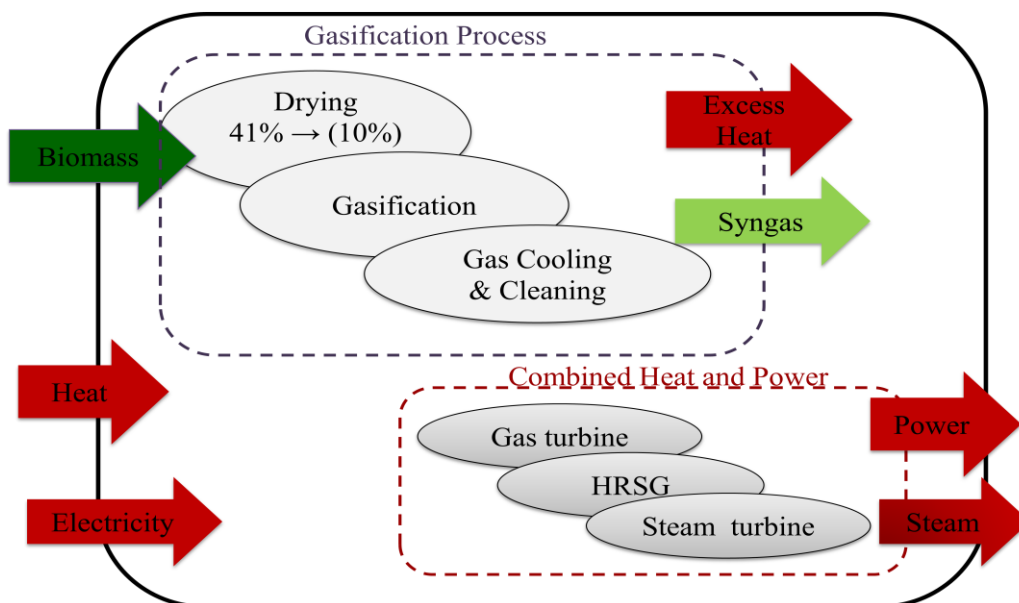 Gasification Process
Drying
41% → (10%)
Excess
Heat
Biomass
Gasification
Syngas
Gas Cooling
& Cleaning
Combined Heat and Power
Heat
Gas turbine
Power
HRSG
Electricity
Steam turbine
Steam